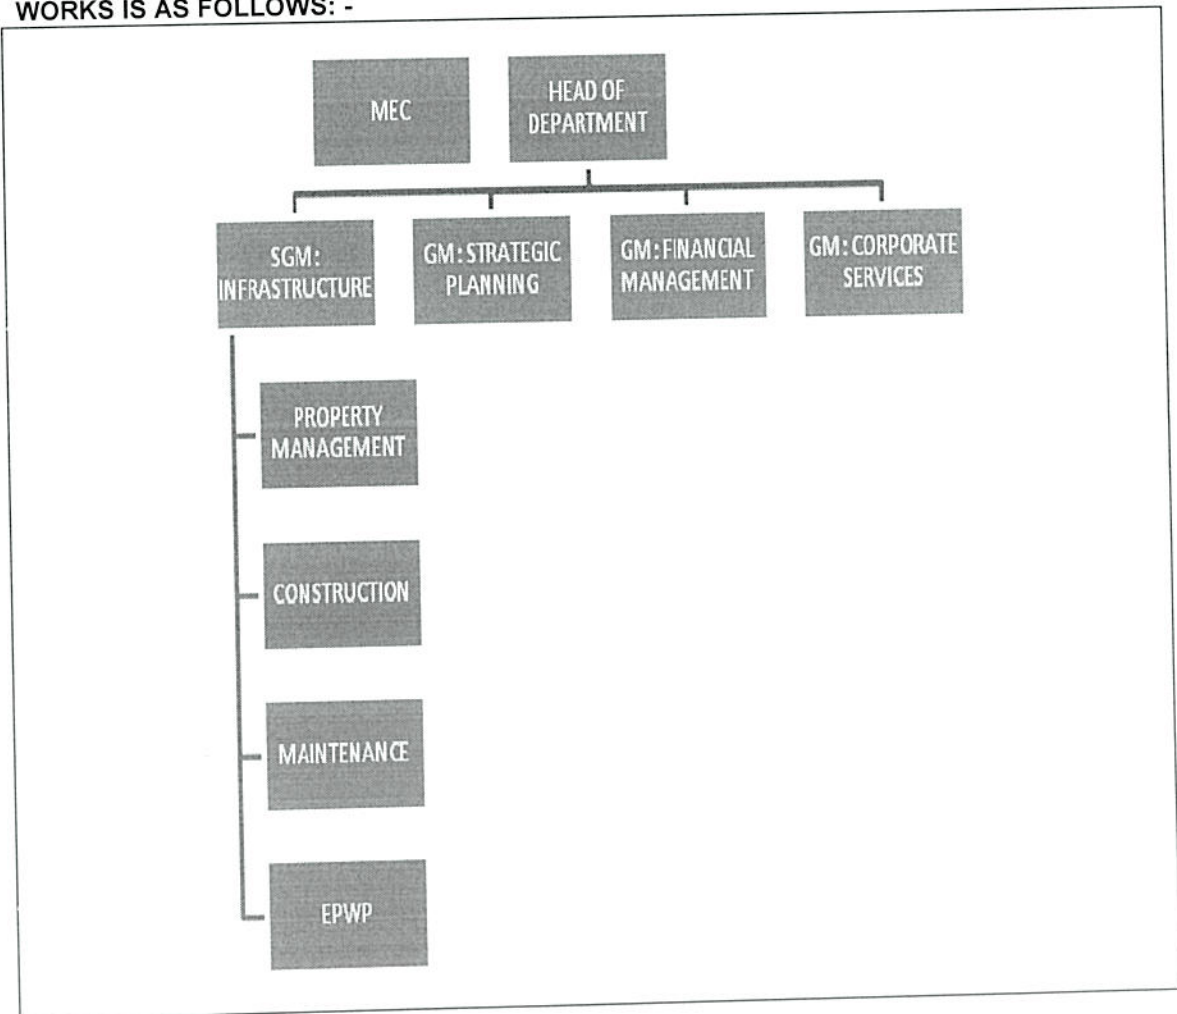 WORKS IS AS FOLLOWS: -
MEC
HEAD OF
DEPARTMENT
SGM:
INFRASTRUCTURE
GM: STRATEGIC
PLANNING
GM: FINANCIAL
MANAGEMENT
GM: CORPORATE
SERVICES
PROPERTY
MANAGEMENT
CONSTRUCTION
MAINTENANCE
EPWP